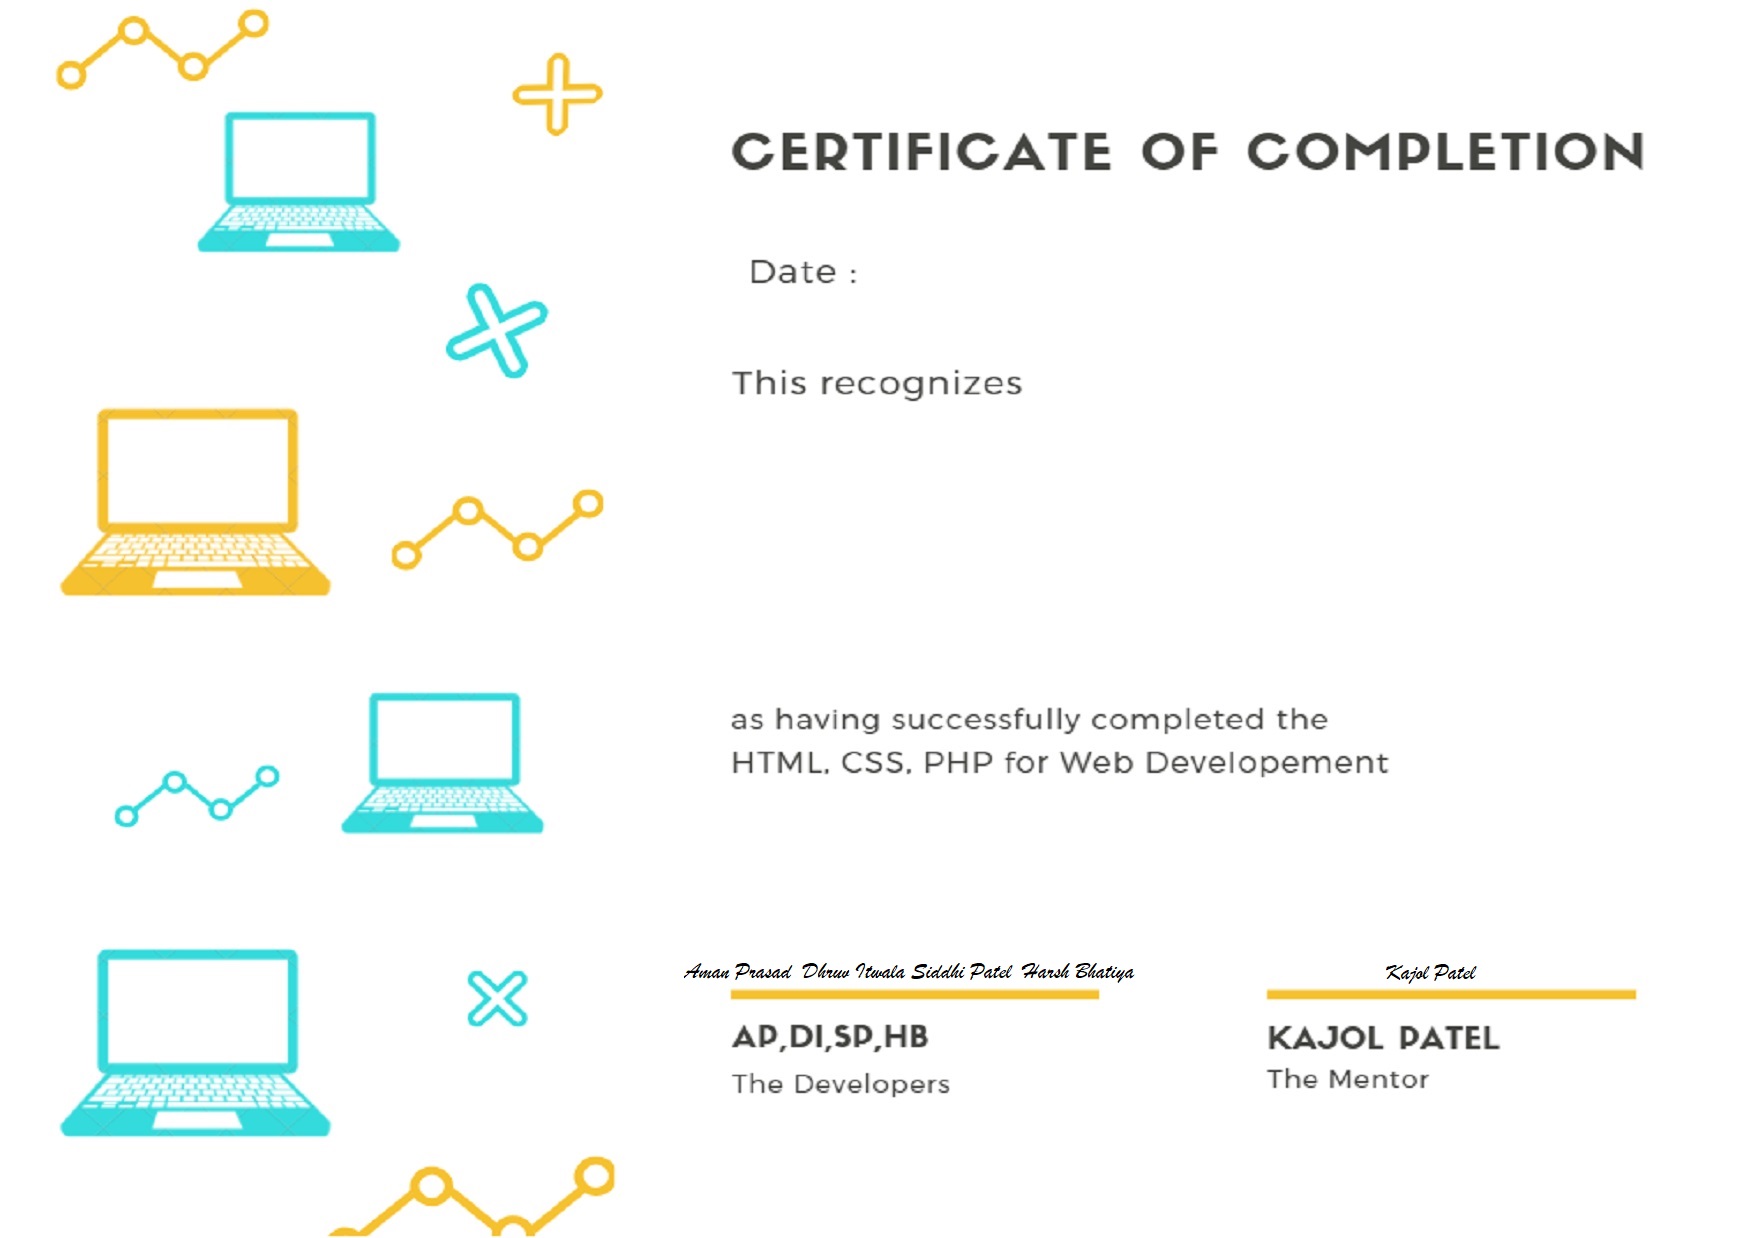 CERTIFICATE OF COMPLETION
Date :
This recognizes
as having successfully completed the
HTML, CSS, PHP for Web Developement
Aman Prasad Dhruv Itwala Siddhi Patel Harsh Bhatiya
AP,DI,SP,HB
The Developers
Kajol Patel
KAJOL PATEL
The Mentor